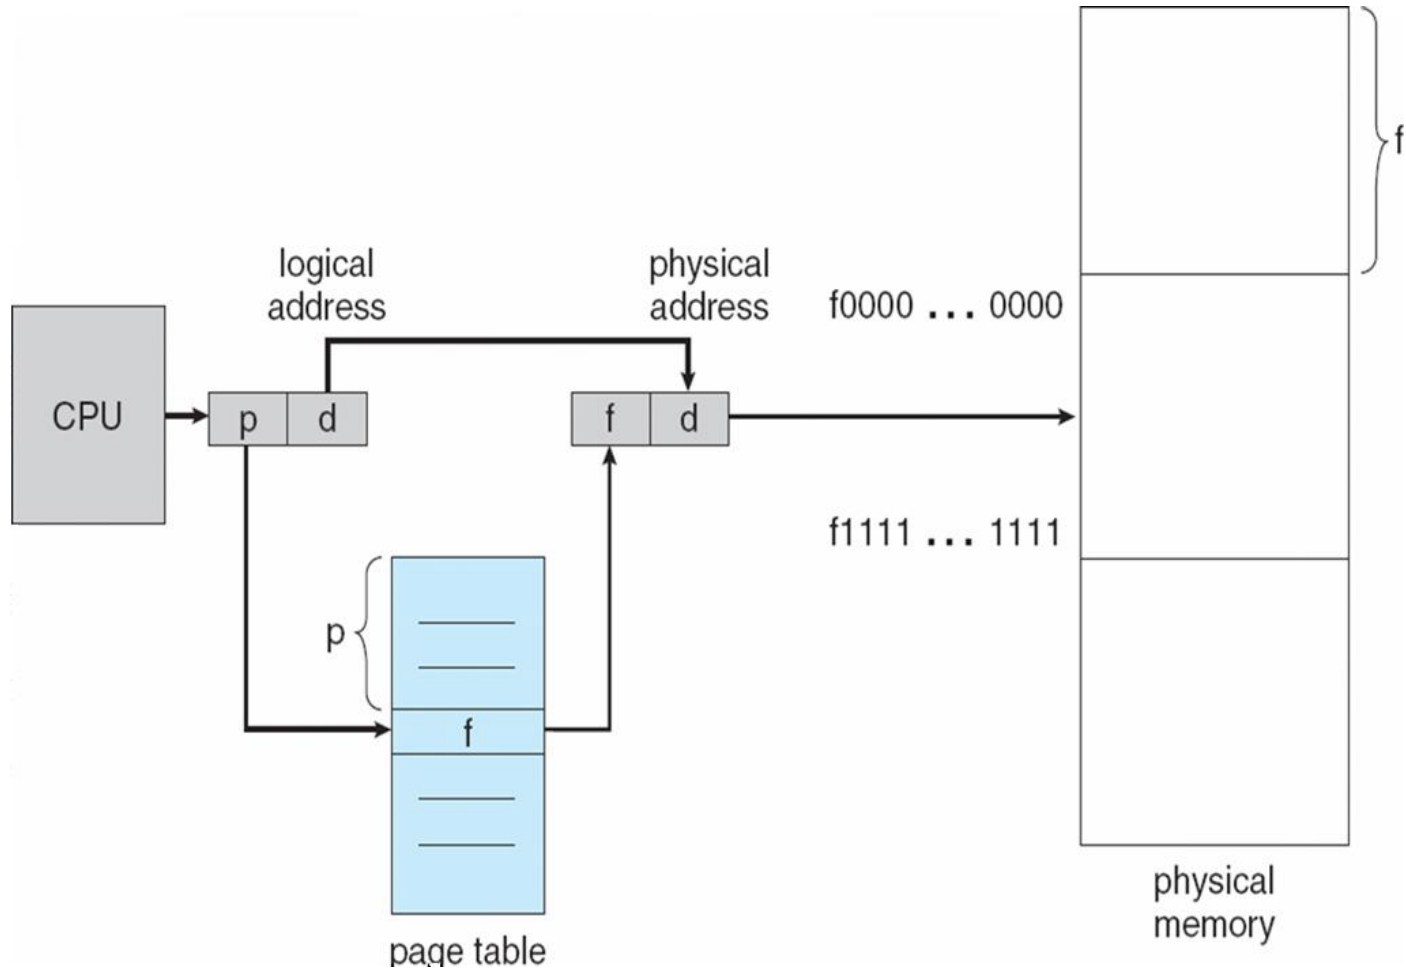 f
logical
address
physical
address
f0000 ... 0000
CPU
p
d
f
d
f1111 ... 1111
p
f
physical
memory
page table